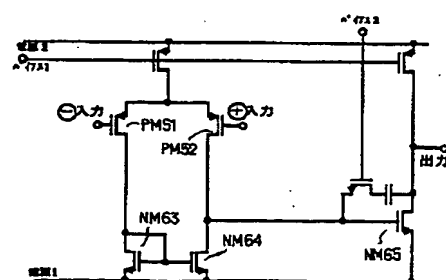 バイアス2
電源2
バイアス1
⊖入力
⊕入力
PM51
PM52
出力
NM63
NM64
NM65
電源1